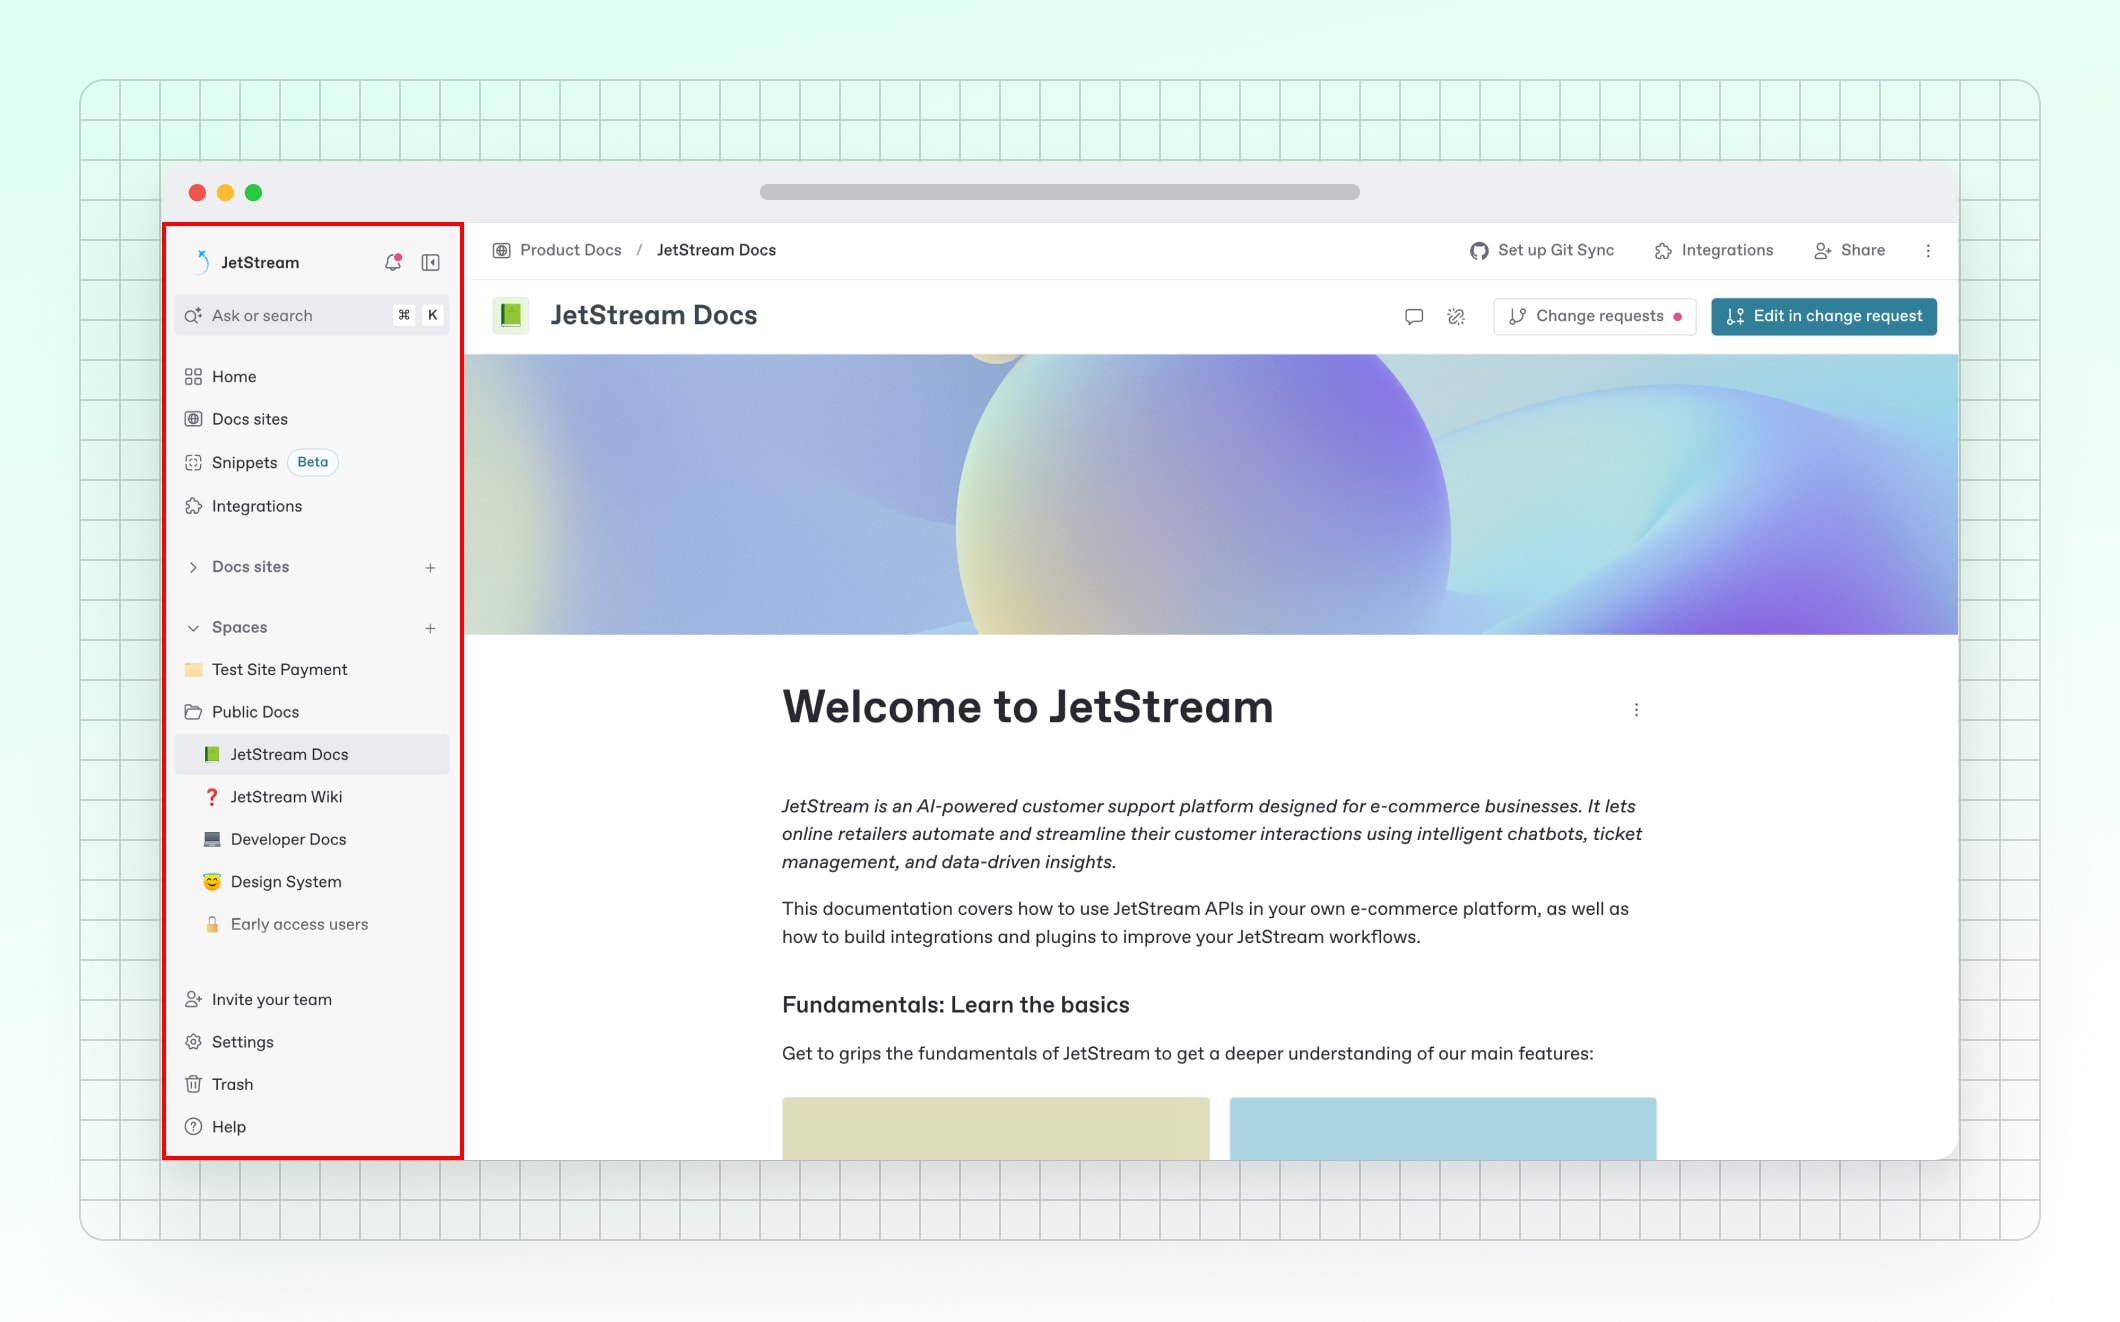 JetStream
Ask or search ⌘ K
Home
Docs sites
Snippets Beta
Integrations
Docs sites
Spaces
Test Site Payment
Public Docs
JetStream Docs
JetStream Wiki
Developer Docs
Design System
Early access users
Invite your team
Settings
Trash
Help
Product Docs / JetStream Docs
Set up Git Sync
Integrations
Share
JetStream Docs
Change requests
Edit in change request
Welcome to JetStream
JetStream is an AI-powered customer support platform designed for e-commerce businesses. It lets
online retailers automate and streamline their customer interactions using intelligent chatbots, ticket
management, and data-driven insights.
This documentation covers how to use JetStream APIs in your own e-commerce platform, as well as
how to build integrations and plugins to improve your JetStream workflows.
Fundamentals: Learn the basics
Get to grips the fundamentals of JetStream to get a deeper understanding of our main features: